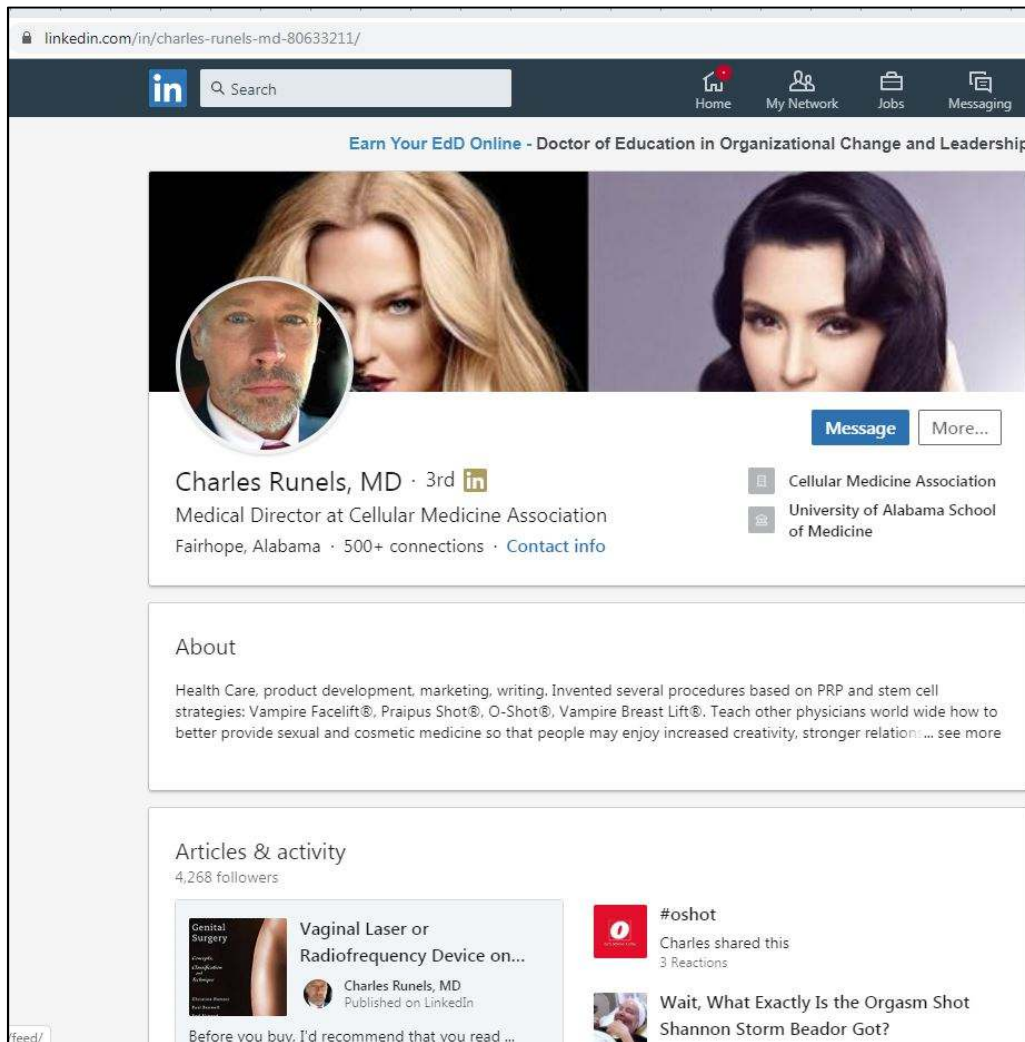 linkedin.com/in/charles-runels-md-80633211/
in
Search
Home
My Network
Jobs
Messaging
Earn Your EdD Online - Doctor of Education in Organizational Change and Leadership
Message
More...
Charles Runels, MD · 3rd in
Medical Director at Cellular Medicine Association
Fairhope, Alabama · 500+ connections · Contact info
Cellular Medicine Association
University of Alabama School
of Medicine
About
Health Care, product development, marketing, writing. Invented several procedures based on PRP and stem cell
strategies: Vampire Facelift®, Praipus Shot®, O-Shot®, Vampire Breast Lift®. Teach other physicians world wide how to
better provide sexual and cosmetic medicine so that people may enjoy increased creativity, stronger relation... see more
Articles & activity
4,268 followers
Genital
Surgery
Concepts,
Classification
and
Technique
Vaginal Laser or
Radiofrequency Device on...
Charles Runels, MD
Published on LinkedIn
Before you buy, I'd recommend that you read ...
#oshot
Charles shared this
3 Reactions
Wait, What Exactly Is the Orgasm Shot
Shannon Storm Beador Got?
/feed/